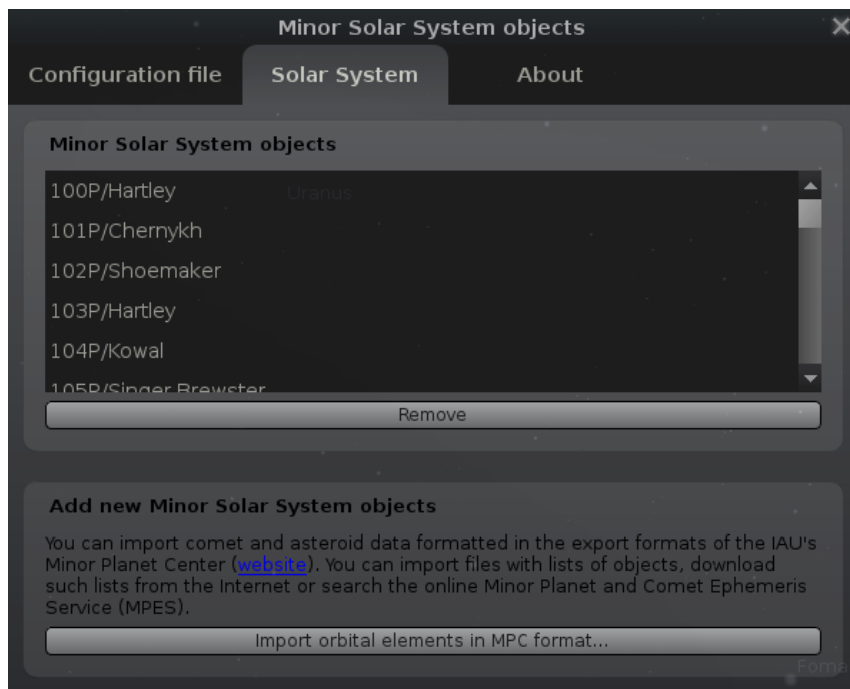 Minor Solar System objects
Configuration file
Solar System
About
Minor Solar System objects
100P/Hartley
Uranus
101P/Chernykh
102P/Shoemaker
103P/Hartley
104P/Kowal
105P/Singer Brewster
Remove
Add new Minor Solar System objects
You can import comet and asteroid data formatted in the export formats of the IAU's
Minor Planet Center (website). You can import files with lists of objects, download
such lists from the Internet or search the online Minor Planet and Comet Ephemeris
Service (MPES).
Import orbital elements in MPC format...
Foma